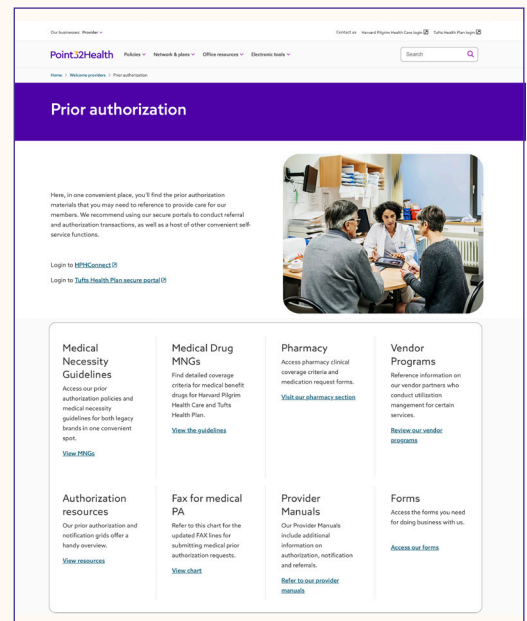 Our businesses: Provider
Contact us Harvard Pilgrim Health Care login Tufts Health Plan login
Point32Health Policies Network & plans Office resources Electronic tools Search
Home > Welcome providers > Prior authorization
Prior authorization
Here, in one convenient place, you'll find the prior authorization
materials that you may need to reference to provide care for our
members. We recommend using our secure portals to conduct referral
and authorization transactions, as well as a host of other convenient self-
service functions.
Login to HPHConnect
Login to Tufts Health Plan secure portal
Medical
Necessity
Guidelines
Access our prior
authorization policies and
medical necessity
guidelines for both legacy
brands in one convenient
spot.
View MNGs
Medical Drug
MNGs
Find detailed coverage
criteria for medical benefit
drugs for Harvard Pilgrim
Health Care and Tufts
Health Plan.
View the guidelines
Pharmacy
Access pharmacy clinical
coverage criteria and
medication request forms.
Visit our pharmacy section
Vendor
Programs
Reference information on
our vendor partners who
conduct utilization
mangement for certain
services.
Review our vendor
programs
Authorization
resources
Our prior authorization and
notification grids offer a
handy overview.
View resources
Fax for medical
PA
Refer to this chart for the
updated FAX lines for
submitting medical prior
authorization requests.
View chart
Provider
Manuals
Our Provider Manuals
include additional
information on
authorization, notification
and referrals.
Refer to our provider
manuals
Forms
Access the forms you need
for doing business with us.
Access our forms